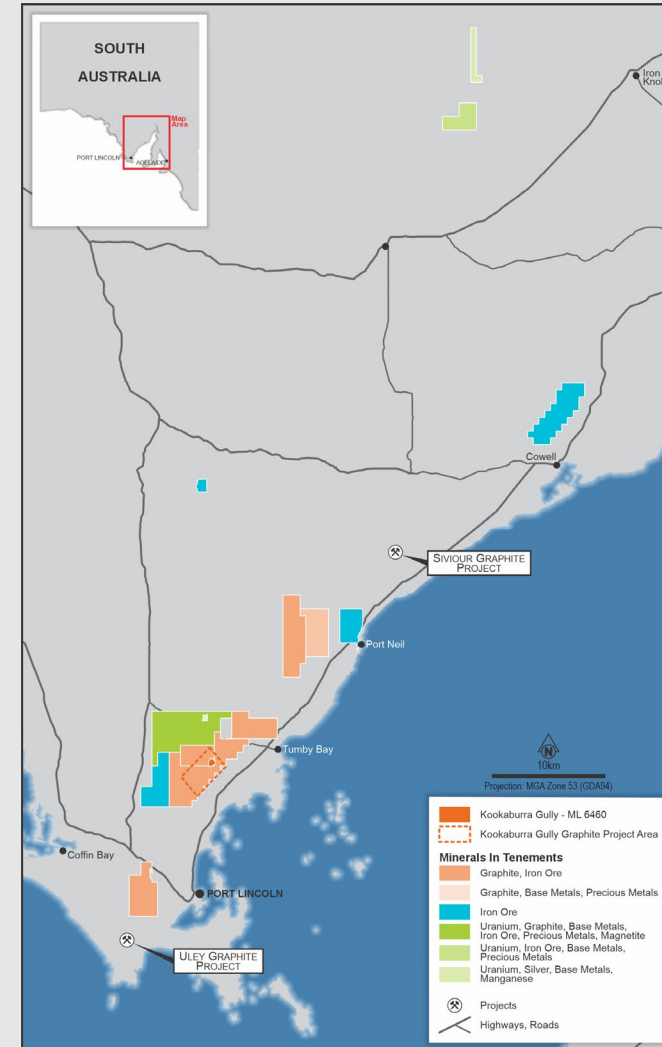 SOUTH
AUSTRALIA
Map
Area
PORT LINCOLN
ADELAIDE
Iron
Cowell
SIVIOUR GRAPHITE
PROJECT
Port Neil
Tumby Bay
N
10km
Projection: MGA Zone 53 (GDA94)
Coffin Bay
PORT LINCOLN
ULEY GRAPHITE
PROJECT
Kookaburra Gully - ML 6460
Kookaburra Gully Graphite Project Area
Minerals In Tenements
Graphite, Iron Ore
Graphite, Base Metals, Precious Metals
Iron Ore
Uranium, Graphite, Base Metals,
Iron Ore, Precious Metals, Magnetite
Uranium, Iron Ore, Base Metals,
Precious Metals
Uranium, Silver, Base Metals,
Manganese
Projects
Highways, Roads